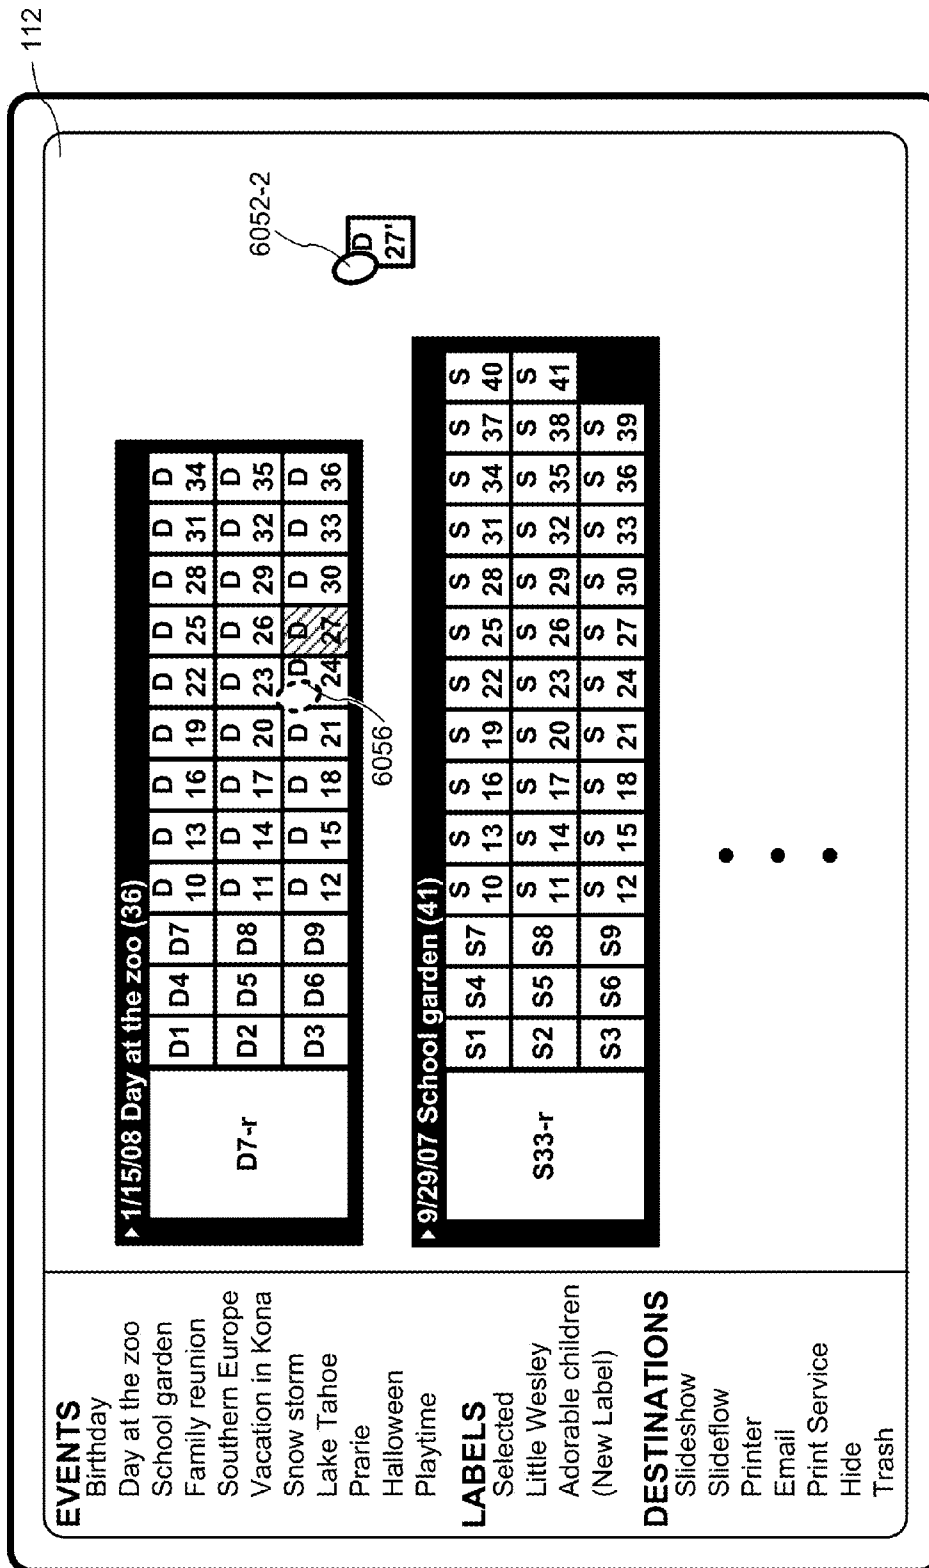 112
EVENTS
Birthday
Day at the zoo
School garden
Family reunion
Southern Europe
Vacation in Kona
Snow storm
Lake Tahoe
Prarie
Halloween
Playtime
LABELS
Selected
Little Wesley
Adorable children
(New Label)
DESTINATIONS
Slideshow
Slideflow
Printer
Email
Print Service
Hide
Trash
1/15/08 Day at the zoo (36)
D7-r
D1 D4 D7 D 10 D 13 D 16 D 19 D 22 D 25 D 28 D 31 D 34
D2 D5 D8 D 11 D 14 D 17 D 20 D 23 D 26 D 29 D 32 D 35
D3 D6 D9 D 12 D 15 D 18 D 21 D 24 D 27 D 30 D 33 D 36
6056
6052-2
D 27'
9/29/07 School garden (41)
S33-r
S1 S4 S7 S 10 S 13 S 16 S 19 S 22 S 25 S 28 S 31 S 34 S 37 S 40
S2 S5 S8 S 11 S 14 S 17 S 20 S 23 S 26 S 29 S 32 S 35 S 38 S 41
S3 S6 S9 S 12 S 15 S 18 S 21 S 24 S 27 S 30 S 33 S 36 S 39